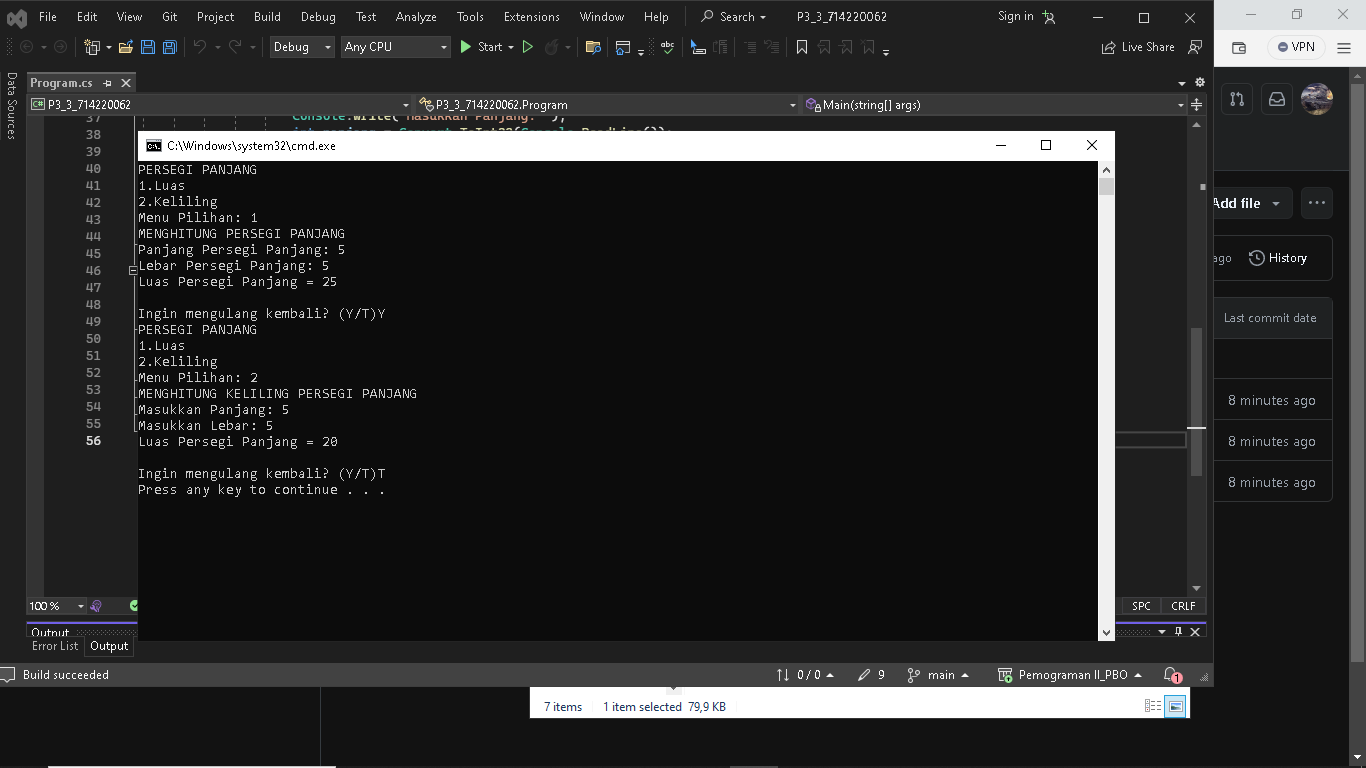 File Edit View Git Project Build Debug Test Analyze Tools Extensions Window Help Search P3_3_714220062 Sign in
Debug Any CPU Start Live Share
VPN
Data Sources
Program.cs
C# P3_3_714220062 P3_3_714220062.Program Main(string[] args)
37
38
C:\Windows\system32\cmd.exe
PERSEGI PANJANG
1.Luas
2.Keliling
Menu Pilihan: 1
MENGHITUNG PERSEGI PANJANG
Panjang Persegi Panjang: 5
Lebar Persegi Panjang: 5
Luas Persegi Panjang = 25
Ingin mengulang kembali? (Y/T)Y
PERSEGI PANJANG
1.Luas
2.Keliling
Menu Pilihan: 2
MENGHITUNG KELILING PERSEGI PANJANG
Masukkan Panjang: 5
Masukkan Lebar: 5
Luas Persegi Panjang = 20
Ingin mengulang kembali? (Y/T)T
Press any key to continue . . .
39
40
41
42
43
44
45
46
47
48
49
50
51
52
53
54
55
56
Add file
ago History
Last commit date
8 minutes ago
8 minutes ago
8 minutes ago
100 % SPC CRLF
Output
Error List Output
Build succeeded 0 / 0 9 main Pemograman II_PBO 1
7 items 1 item selected 79,9 KB